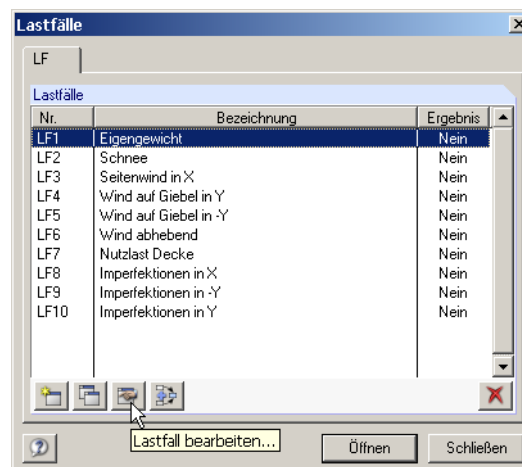 Lastfälle
LF
Lastfälle
Nr. Bezeichnung Ergebnis
LF1 Eigengewicht Nein
LF2 Schnee Nein
LF3 Seitenwind in X Nein
LF4 Wind auf Giebel in Y Nein
LF5 Wind auf Giebel in -Y Nein
LF6 Wind abhebend Nein
LF7 Nutzlast Decke Nein
LF8 Imperfektionen in X Nein
LF9 Imperfektionen in -Y Nein
LF10 Imperfektionen in Y Nein
Lastfall bearbeiten...
Öffnen Schließen